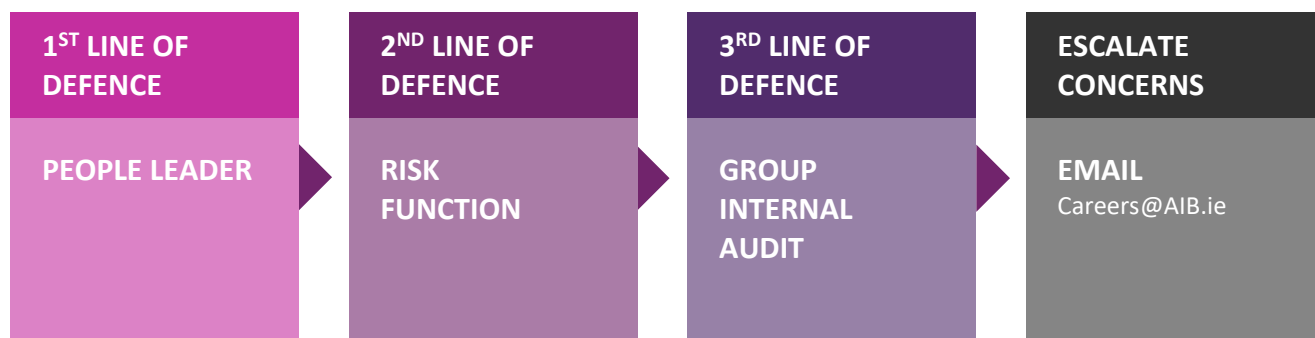 1ST LINE OF
DEFENCE
PEOPLE LEADER
2ND LINE OF
DEFENCE
RISK
FUNCTION
3RD LINE OF
DEFENCE
GROUP
INTERNAL
AUDIT
ESCALATE
CONCERNS
EMAIL
Careers@AIB.ie